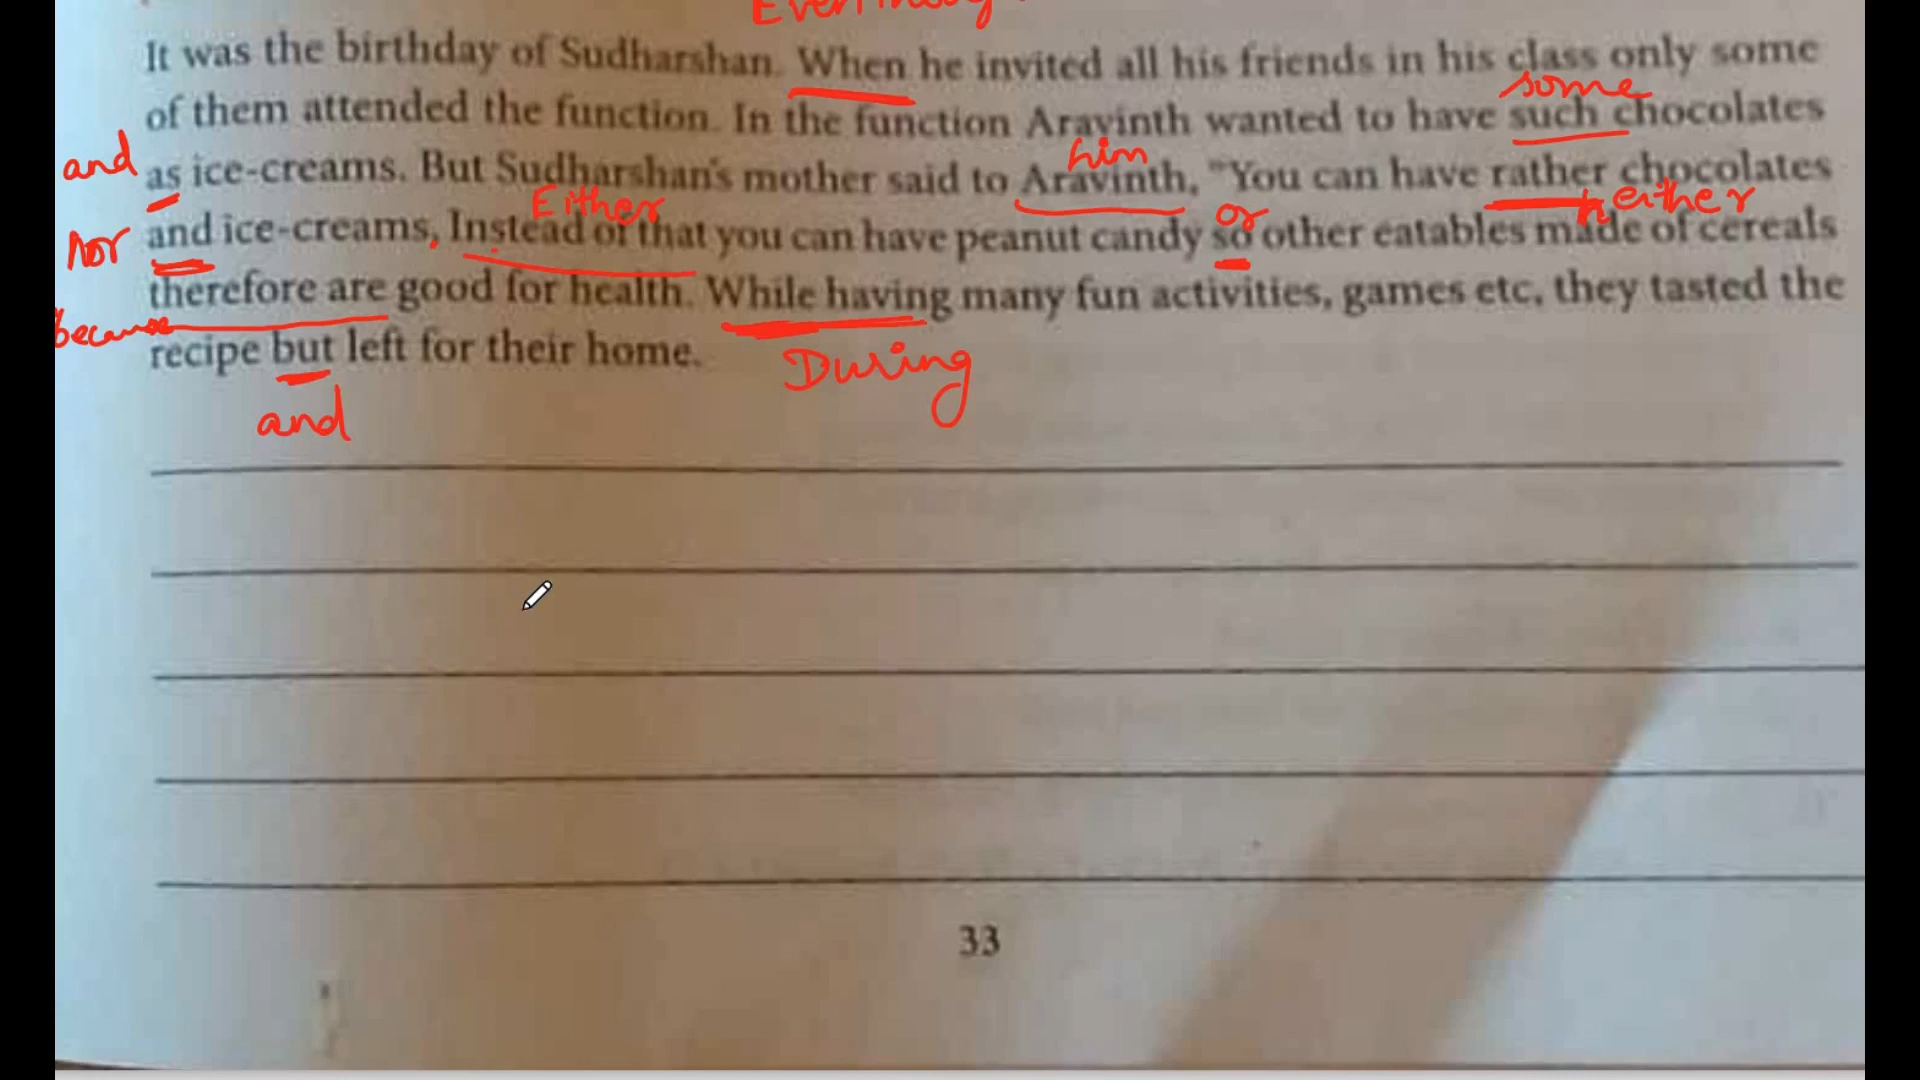 It was the birthday of Sudharshan. When he invited all his friends in his class only some
some
of them attended the function. In the function Aravinth wanted to have such chocolates
and
him
as ice-creams. But Sudharshan's mother said to Aravinth, "You can have rather chocolates
Either
or
neither
nor
and ice-creams, Instead of that you can have peanut candy so other eatables made of cereals
therefore are good for health. While having many fun activities, games etc, they tasted the
because
recipe but left for their home.
During
and
33